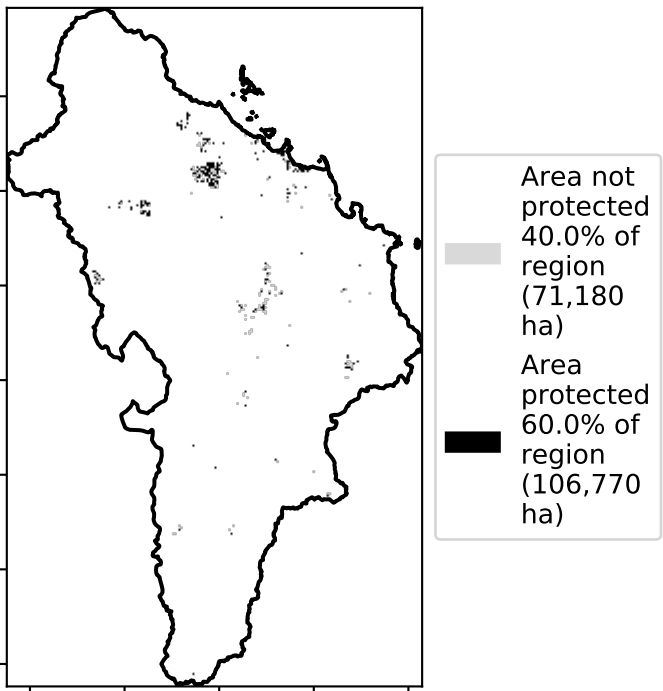 Area not
protected
40.0% of
region
(71,180
ha)
Area
protected
60.0% of
region
(106,770
ha)